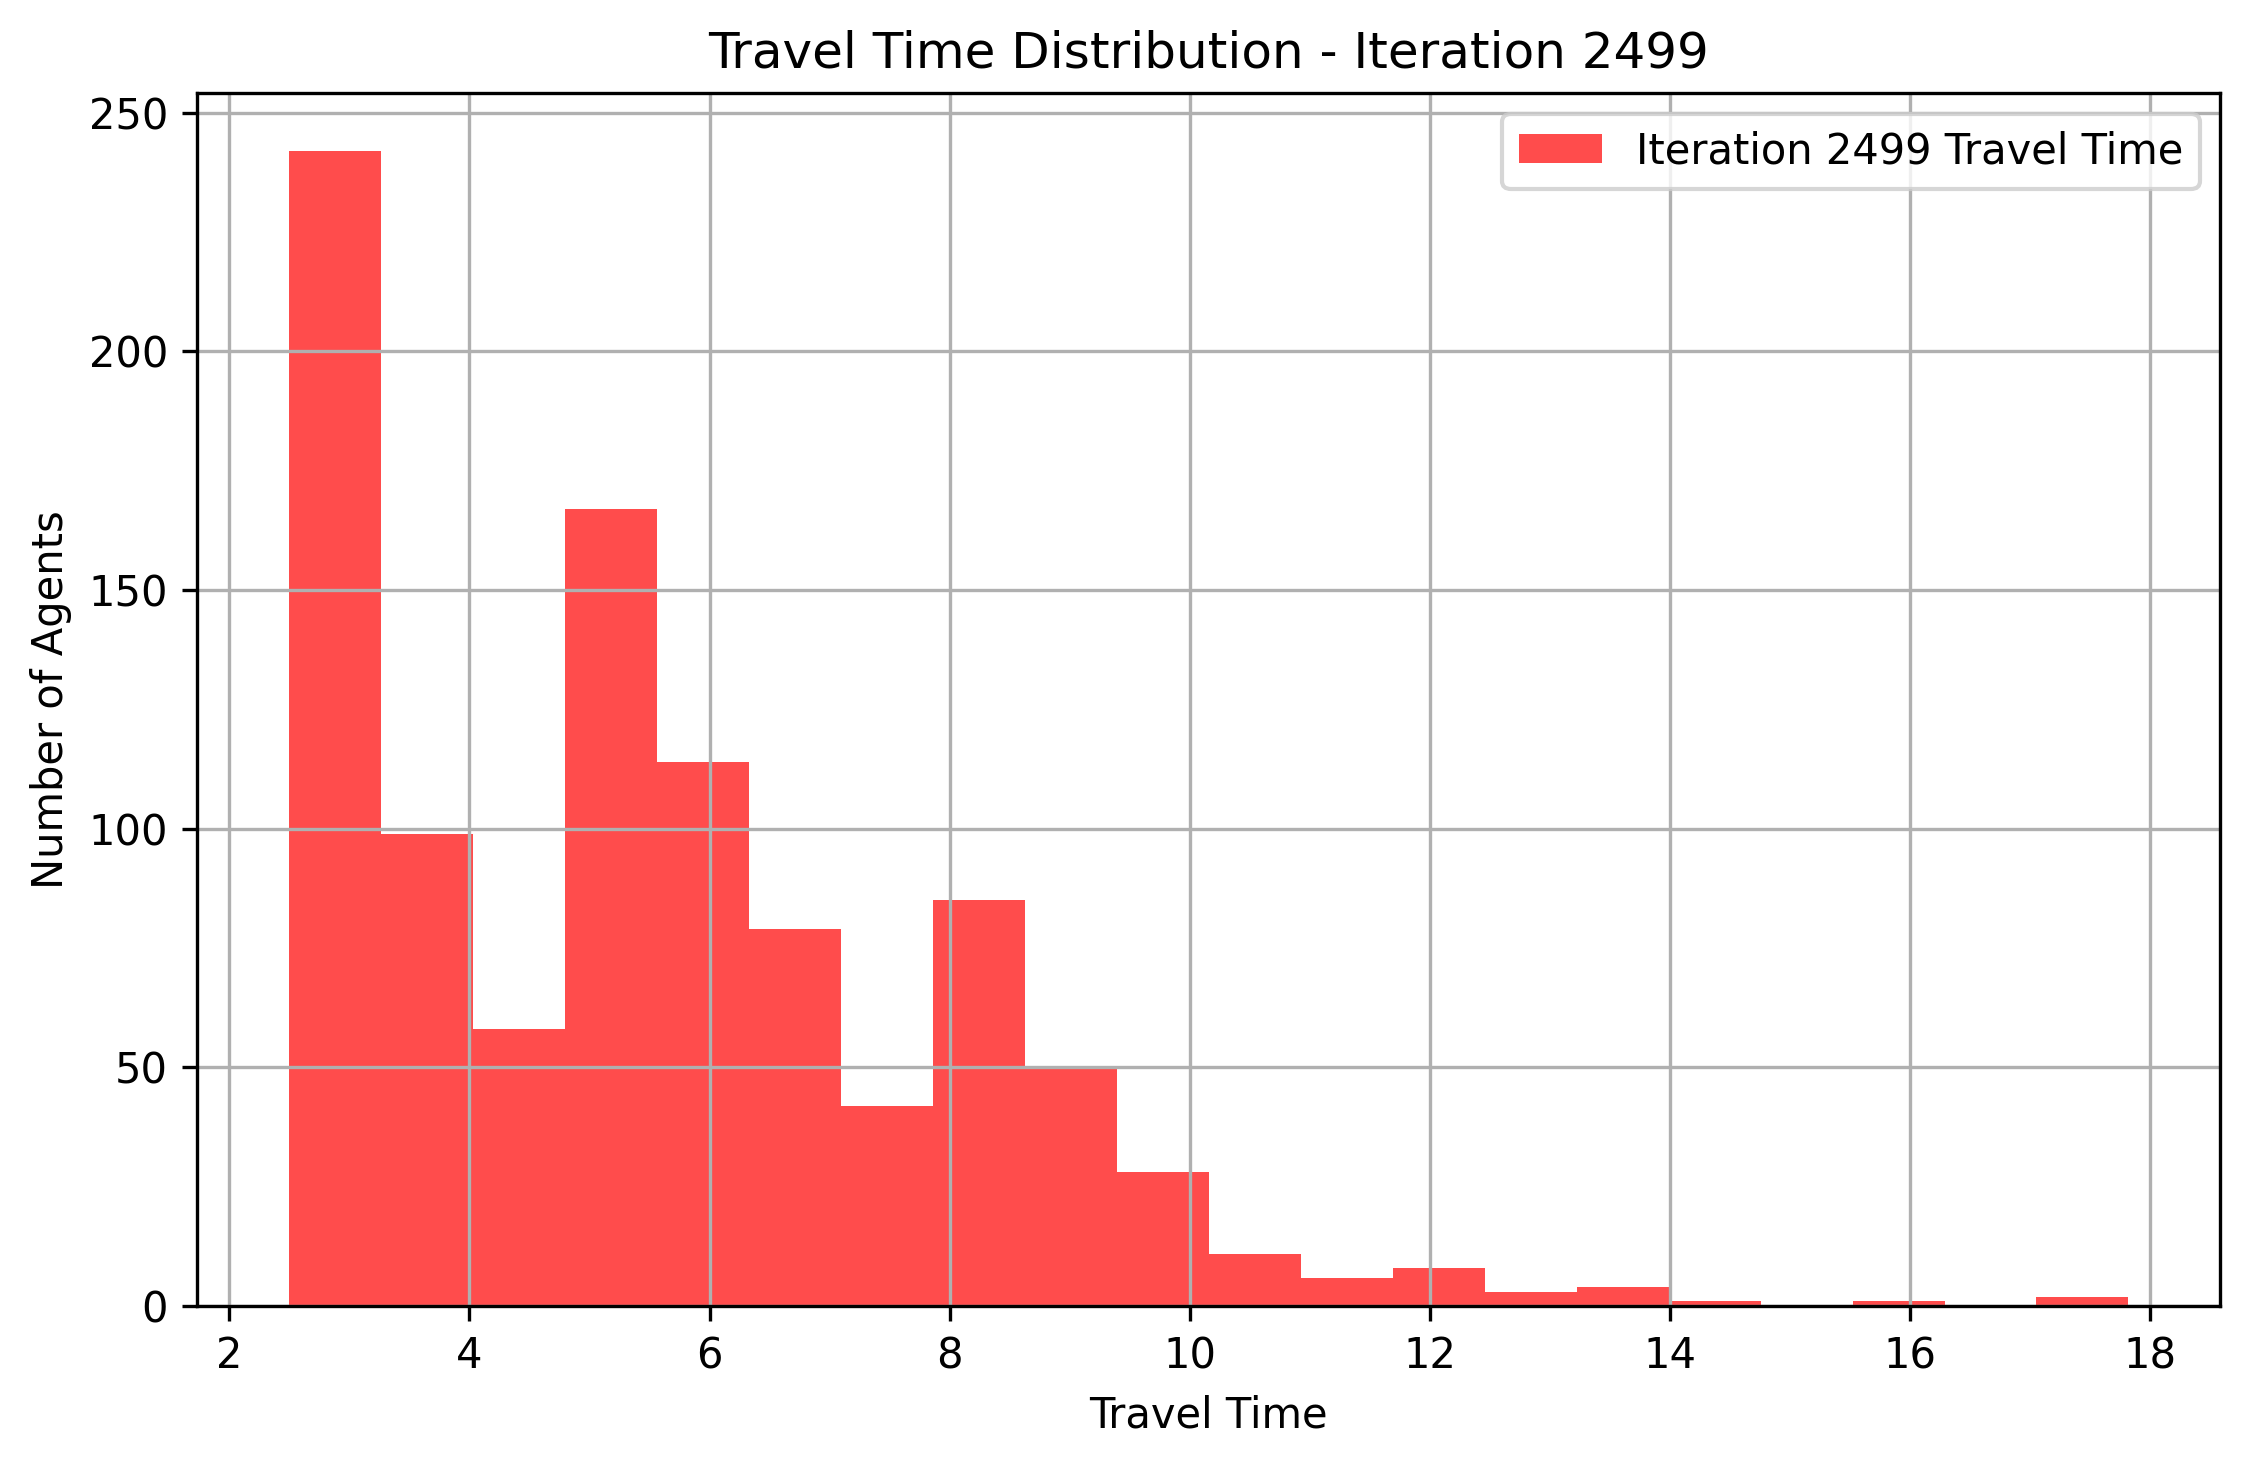 Travel Time Distribution - Iteration 2499
Iteration 2499 Travel Time
250
200
150
100
50
0
Number of Agents
2 4 6 8 10 12 14 16 18
Travel Time